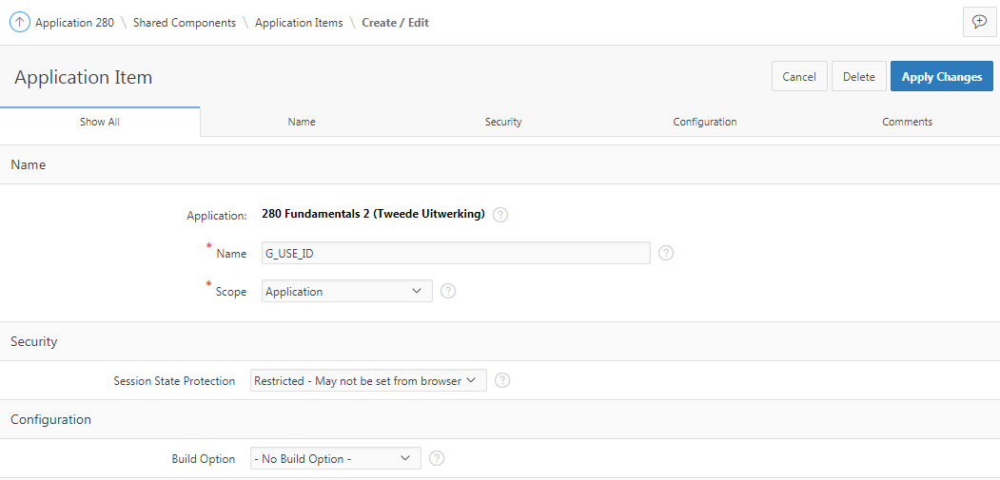 Application 280 \ Shared Components \ Application Items \ Create / Edit
Application Item
Cancel Delete Apply Changes
Show All Name Security Configuration Comments
Name
Application: 280 Fundamentals 2 (Tweede Uitwerking) ?
* Name G_USE_ID ?
* Scope Application ?
Security
Session State Protection Restricted - May not be set from browser ?
Configuration
Build Option - No Build Option - ?